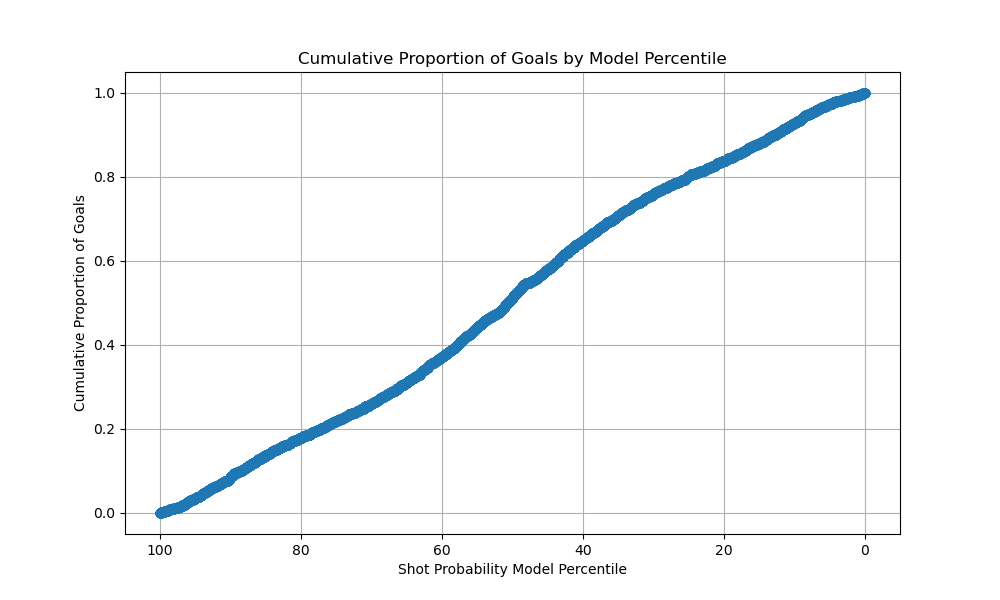 Cumulative Proportion of Goals by Model Percentile
Cumulative Proportion of Goals
1.0
0.8
0.6
0.4
0.2
0.0
100 80 60 40 20 0
Shot Probability Model Percentile